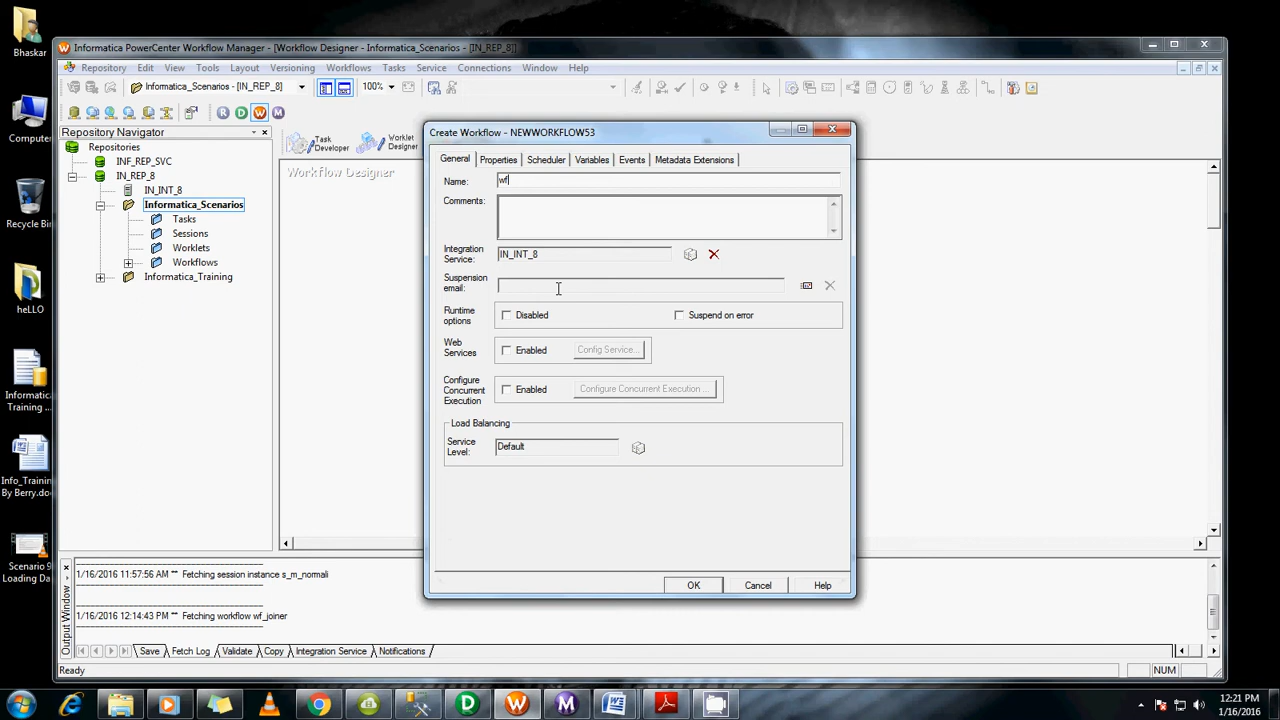 Bhaskar
Computer
Recycle Bin
heLLO
Informatica
Training ...
Info_Training
By Berry.do
Scenario 9
Loading Da
Informatica PowerCenter Workflow Manager - [Workflow Designer - Informatica_Scenarios - [IN_REP_8]]
Repository Edit View Tools Layout Versioning Workflows Tasks Service Connections Window Help
Informatica_Scenarios - [IN_REP_8] 100%
R D W M
Repository Navigator
Repositories
INF_REP_SVC
IN_REP_8
IN_INT_8
Informatica_Scenarios
Tasks
Sessions
Worklets
Workflows
Informatica_Training
Task
Developer
Worklet
Designer
Workflow Designer
Create Workflow - NEWWORKFLOW53
General Properties Scheduler Variables Events Metadata Extensions
Name: wf
Comments:
Integration
Service: IN_INT_8
Suspension
email:
Runtime
options Disabled Suspend on error
Web
Services Enabled Config Service...
Configure
Concurrent
Execution Enabled Configure Concurrent Execution ...
Load Balancing
Service
Level: Default
OK Cancel Help
Output Window
1/16/2016 11:57:56 AM ** Fetching session instance s_m_normali
1/16/2016 12:14:43 PM ** Fetching workflow wf_joiner
Save Fetch Log Validate Copy Integration Service Notifications
Ready NUM
12:21 PM
1/16/2016